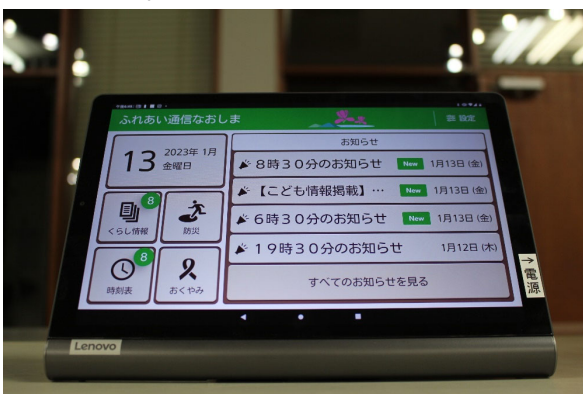 ふれあい通信なおしま
設定
13
2023年 1月
金曜日
お知らせ
8時30分のお知らせ New 1月13日 (金)
【こども情報掲載】… New 1月13日 (金)
6時30分のお知らせ New 1月13日 (金)
19時30分のお知らせ 1月12日 (木)
すべてのお知らせを見る
8
くらし情報
防災
8
時刻表
おくやみ
→電源
Lenovo